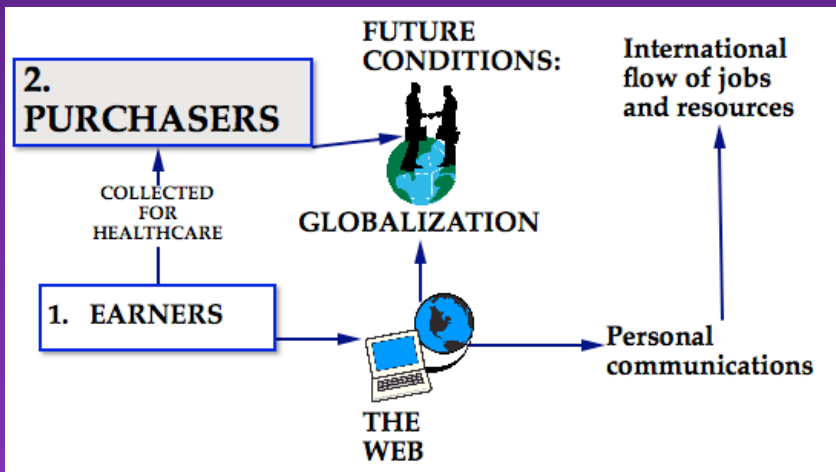 FUTURE
CONDITIONS:
International
flow of jobs
and resources
2.
PURCHASERS
COLLECTED
FOR
HEALTHCARE
GLOBALIZATION
1. EARNERS
Personal
communications
THE
WEB